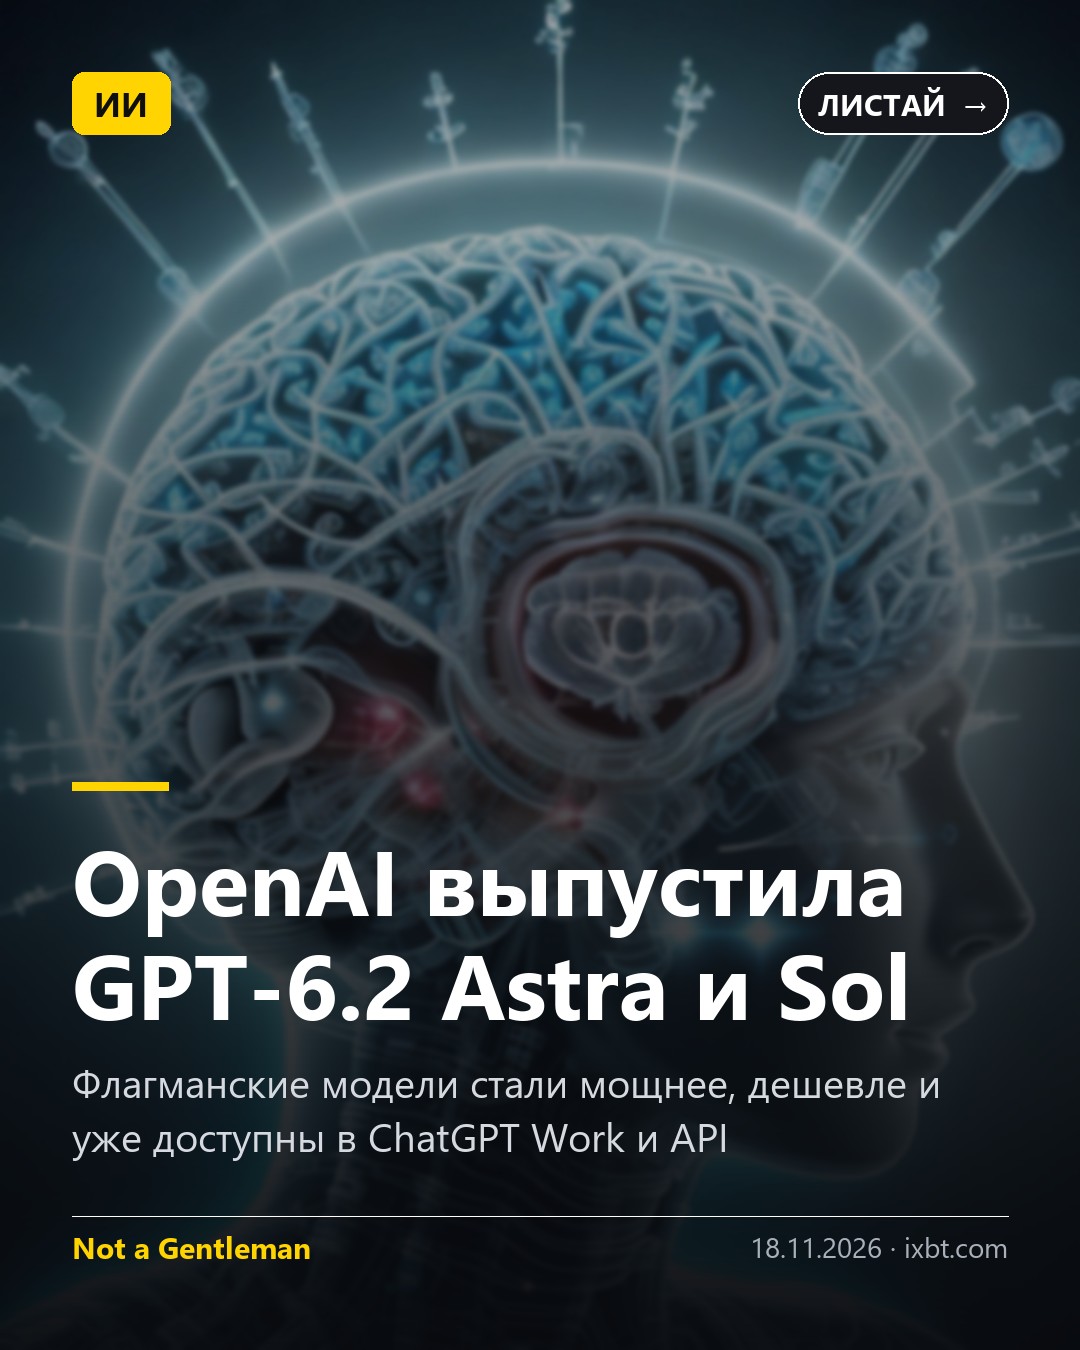 ИИ
ЛИСТАЙ →
OpenAI выпустила
GPT-6.2 Astra и Sol
Флагманские модели стали мощнее, дешевле и
уже доступны в ChatGPT Work и API
Not a Gentleman
18.11.2026 · ixbt.com